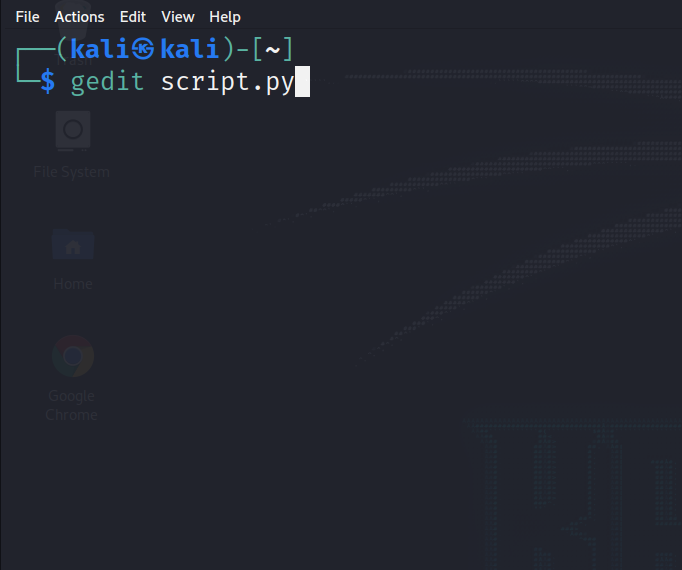 File Actions Edit View Help
┌──(kali㉿kali)-[~]
└─$ gedit script.py
File System
Home
Google
Chrome